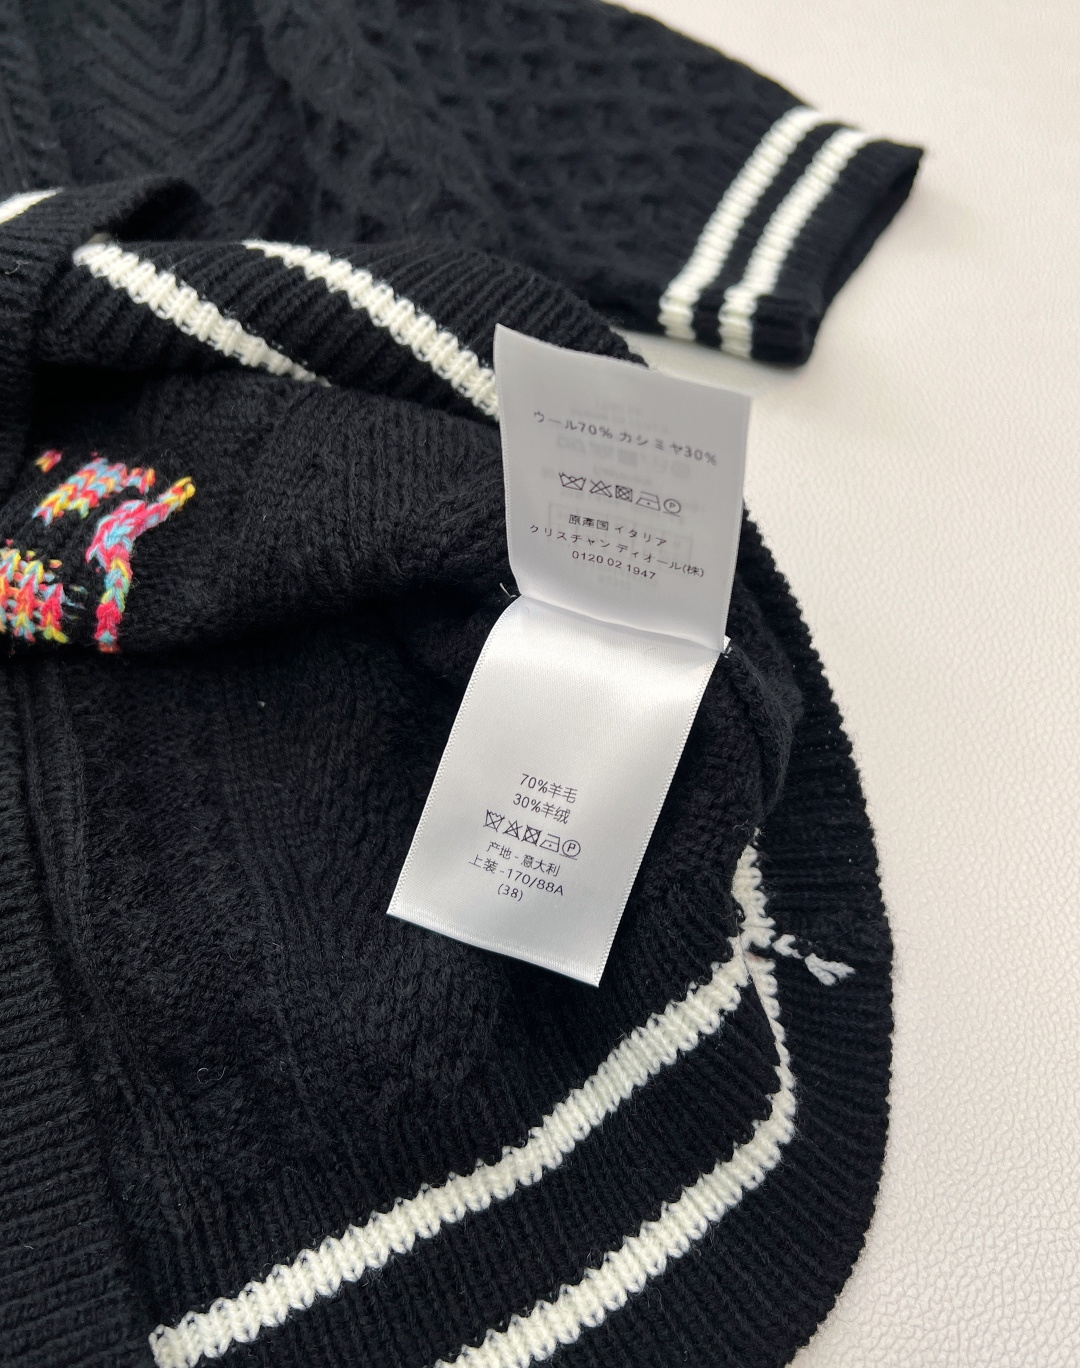 ウール70% カシミヤ30%
P
原産国 イタリア
クリスチャン ディオール(株)
0120 02 1947
70%羊毛
30%羊绒
P
产地 - 意大利
上装 -170/88A
(38)